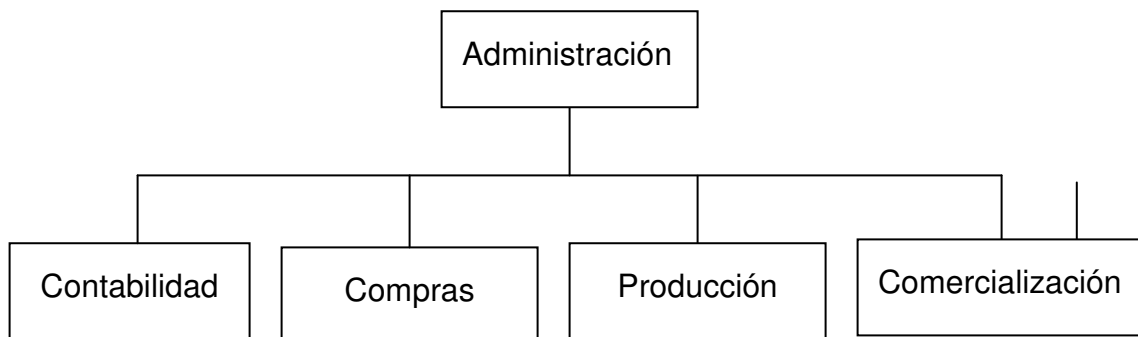 Administración
Contabilidad
Compras
Producción
Comercialización